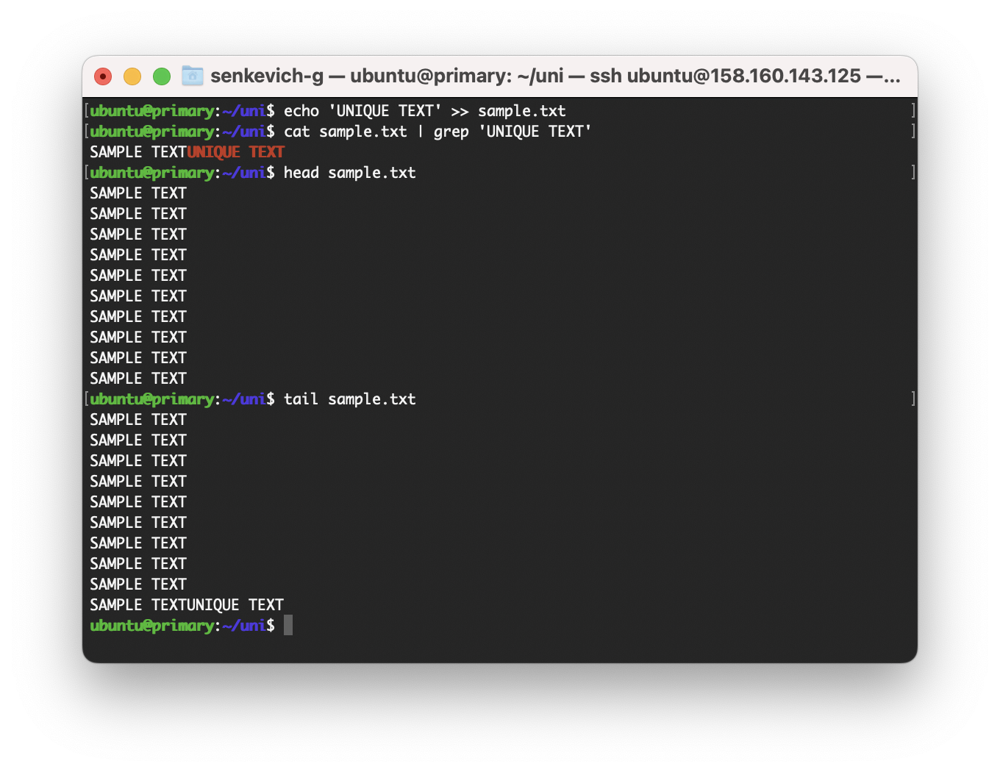 senkevich-g — ubuntu@primary: ~/uni — ssh ubuntu@158.160.143.125 —...
[ubuntu@primary:~/uni$ echo 'UNIQUE TEXT' >> sample.txt ]
[ubuntu@primary:~/uni$ cat sample.txt | grep 'UNIQUE TEXT' ]
SAMPLE TEXTUNIQUE TEXT
[ubuntu@primary:~/uni$ head sample.txt ]
SAMPLE TEXT
SAMPLE TEXT
SAMPLE TEXT
SAMPLE TEXT
SAMPLE TEXT
SAMPLE TEXT
SAMPLE TEXT
SAMPLE TEXT
SAMPLE TEXT
SAMPLE TEXT
[ubuntu@primary:~/uni$ tail sample.txt ]
SAMPLE TEXT
SAMPLE TEXT
SAMPLE TEXT
SAMPLE TEXT
SAMPLE TEXT
SAMPLE TEXT
SAMPLE TEXT
SAMPLE TEXT
SAMPLE TEXT
SAMPLE TEXTUNIQUE TEXT
ubuntu@primary:~/uni$